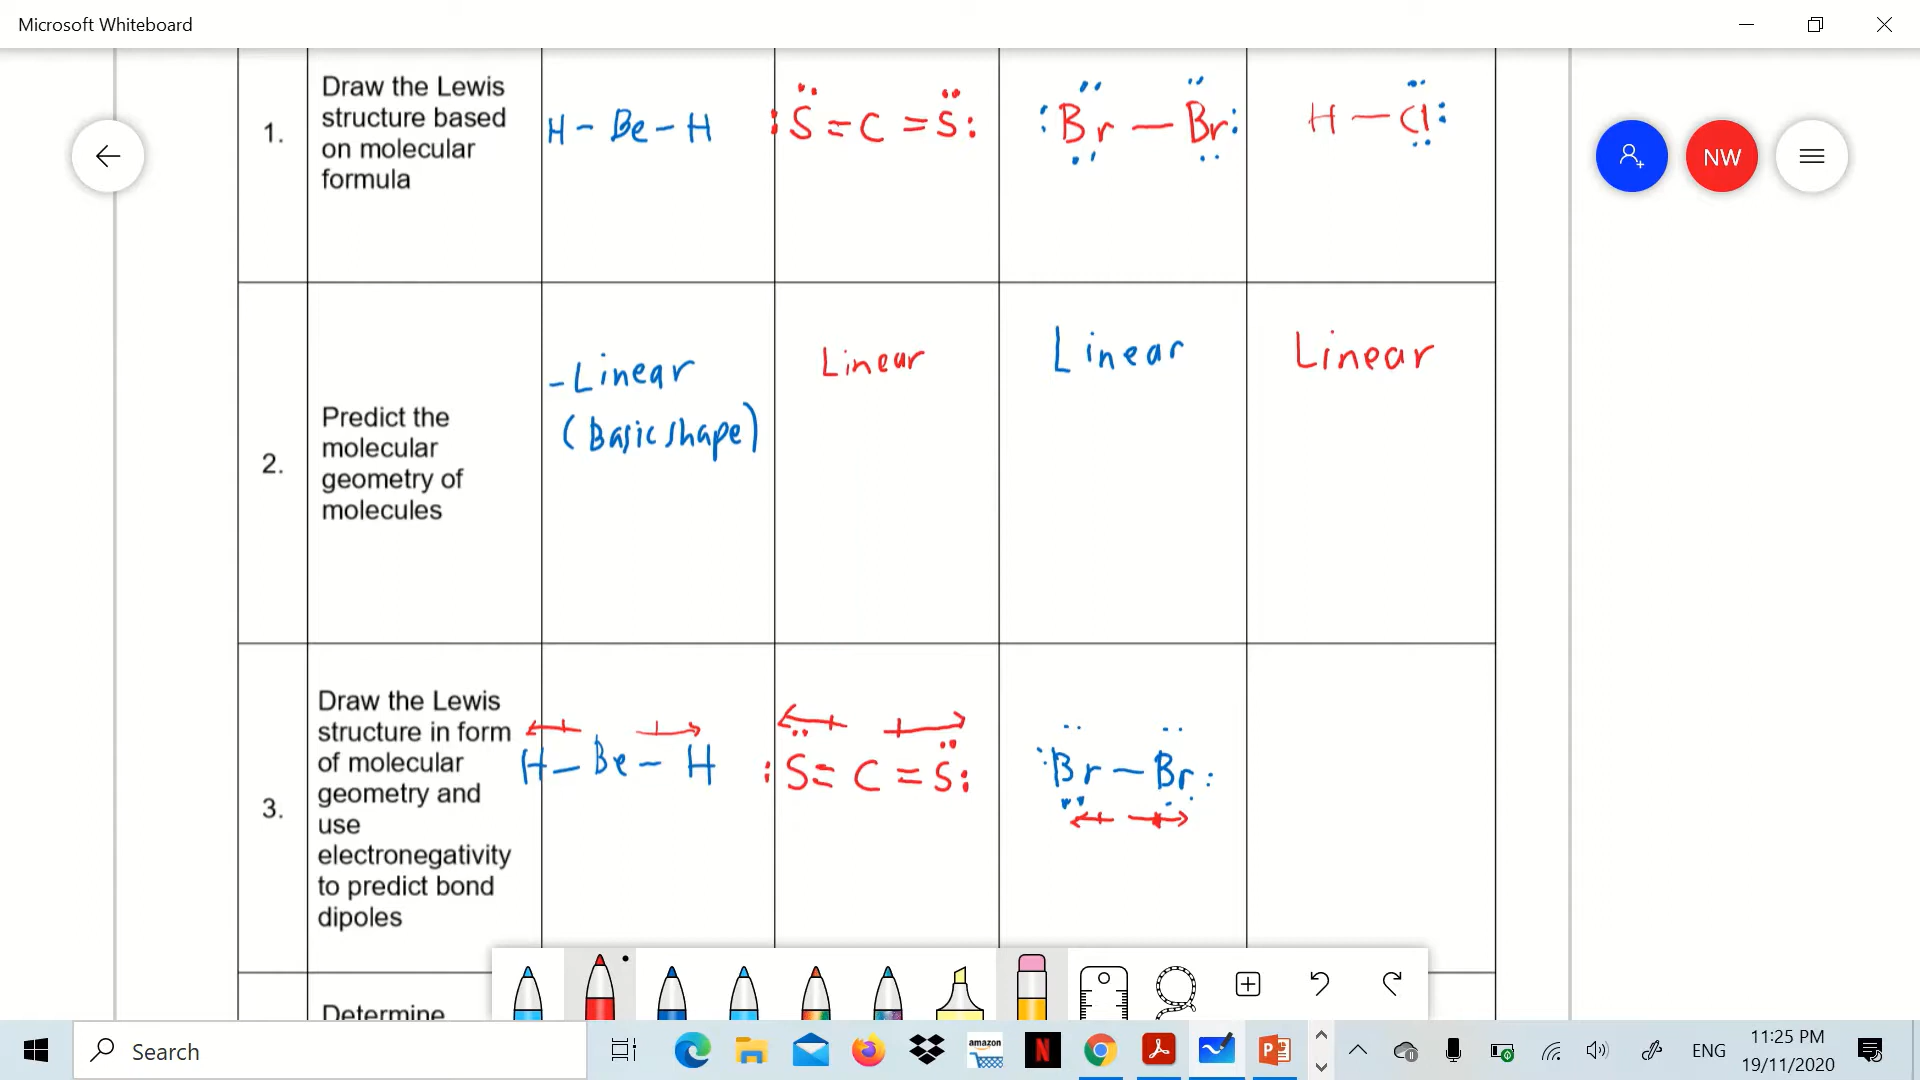 Microsoft Whiteboard
1.
Draw the Lewis
structure based
on molecular
formula
H - Be - H
:S̈ = C = S̈:
:Br — Br:
H — Cl:
NW
2.
Predict the
molecular
geometry of
molecules
- Linear
(Basic shape)
Linear
Linear
Linear
3.
Draw the Lewis
structure in form
of molecular
geometry and
use
electronegativity
to predict bond
dipoles
H - Be - H
:S̈ = C = S̈:
:Br — Br:
Determine
Search
amazon
N
ENG
11:25 PM
19/11/2020